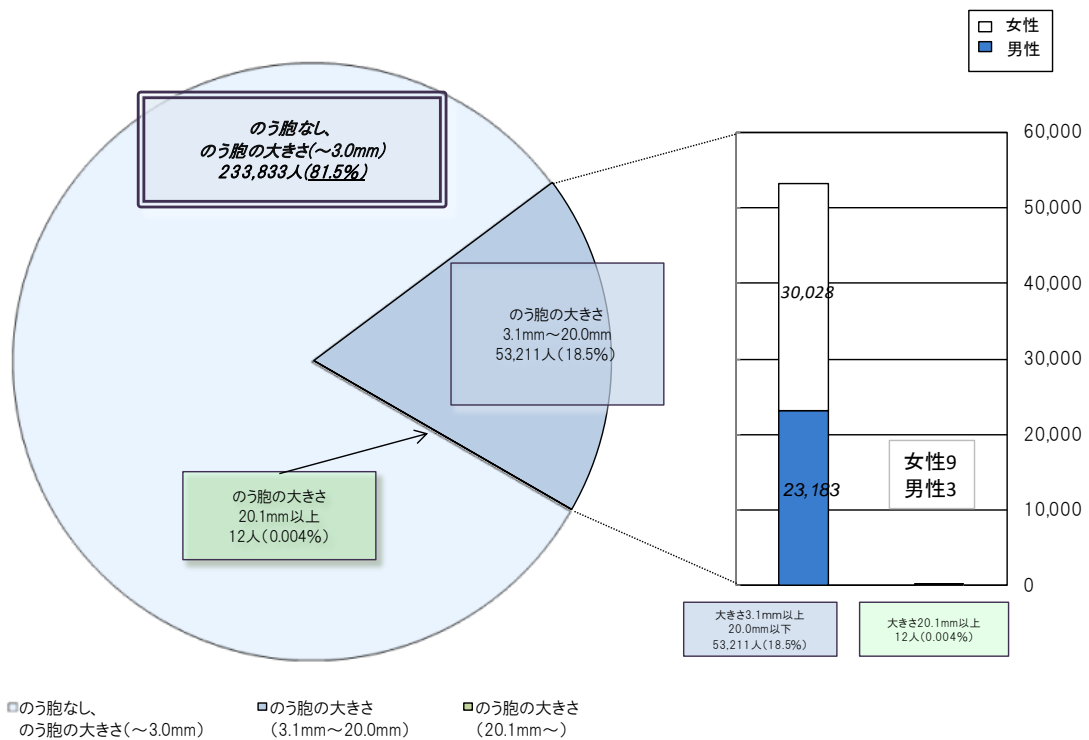 女性
男性
のう胞なし、
のう胞の大きさ(～3.0mm)
233,833人(81.5%)
のう胞の大きさ
3.1mm～20.0mm
53,211人(18.5%)
のう胞の大きさ
20.1mm以上
12人(0.004%)
60,000
50,000
40,000
30,000
20,000
10,000
0
30,028
23,183
女性9
男性3
大きさ3.1mm以上
20.0mm以下
53,211人(18.5%)
大きさ20.1mm以上
12人(0.004%)
のう胞なし、
のう胞の大きさ(～3.0mm)
のう胞の大きさ
(3.1mm～20.0mm)
のう胞の大きさ
(20.1mm～)